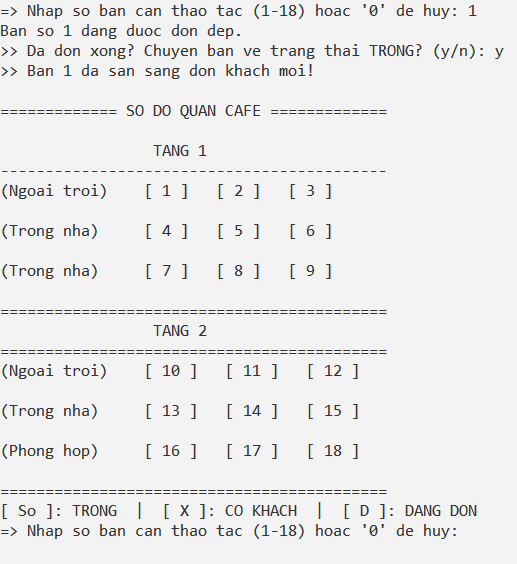 => Nhap so ban can thao tac (1-18) hoac '0' de huy: 1
Ban so 1 dang duoc don dep.
>> Da don xong? Chuyen ban ve trang thai TRONG? (y/n): y
>> Ban 1 da san sang don khach moi!

============= SO DO QUAN CAFE =============

                 TANG 1
-------------------------------------------
(Ngoai troi)    [ 1 ]   [ 2 ]   [ 3 ]

(Trong nha)     [ 4 ]   [ 5 ]   [ 6 ]

(Trong nha)     [ 7 ]   [ 8 ]   [ 9 ]

===========================================
                 TANG 2
===========================================
(Ngoai troi)    [ 10 ]   [ 11 ]   [ 12 ]

(Trong nha)     [ 13 ]   [ 14 ]   [ 15 ]

(Phong hop)     [ 16 ]   [ 17 ]   [ 18 ]

===========================================
[ So ]: TRONG  |  [ X ]: CO KHACH  |  [ D ]: DANG DON
=> Nhap so ban can thao tac (1-18) hoac '0' de huy: